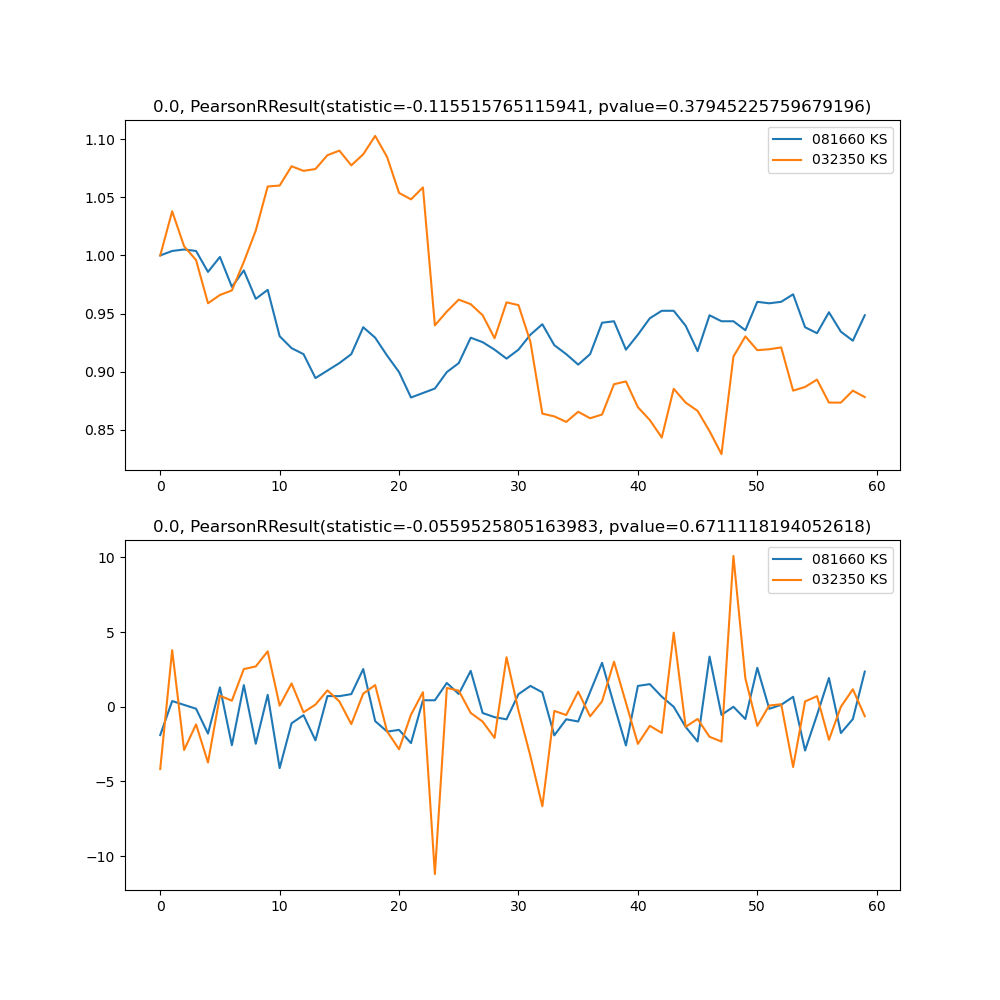 0.0, PearsonRResult(statistic=-0.115515765115941, pvalue=0.37945225759679196)
081660 KS
032350 KS
1.10
1.05
1.00
0.95
0.90
0.85
0 10 20 30 40 50 60
0.0, PearsonRResult(statistic=-0.0559525805163983, pvalue=0.6711118194052618)
081660 KS
032350 KS
10
5
0
−5
−10
0 10 20 30 40 50 60